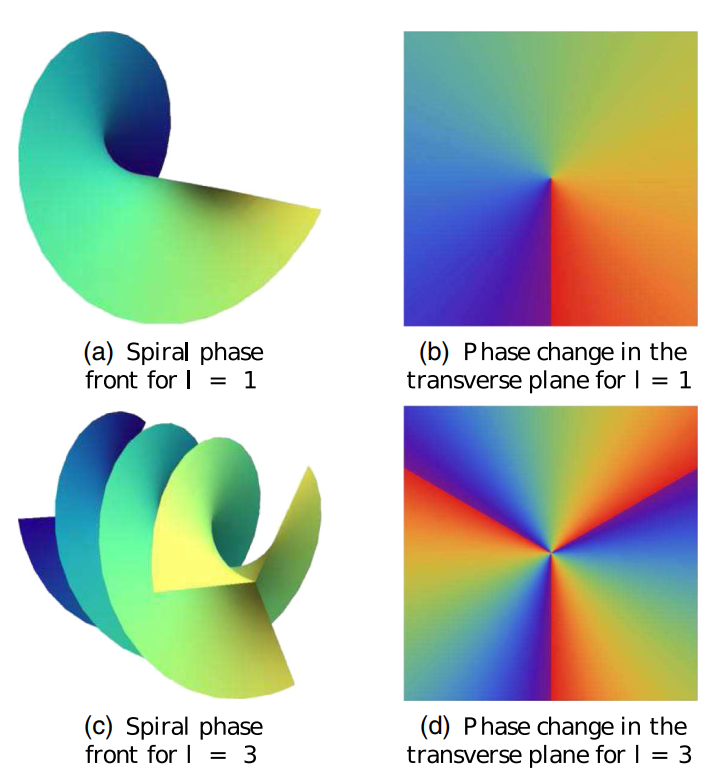 (a) Spiral phase
front for l = 1
(b) Phase change in the
transverse plane for l = 1
(c) Spiral phase
front for l = 3
(d) Phase change in the
transverse plane for l = 3